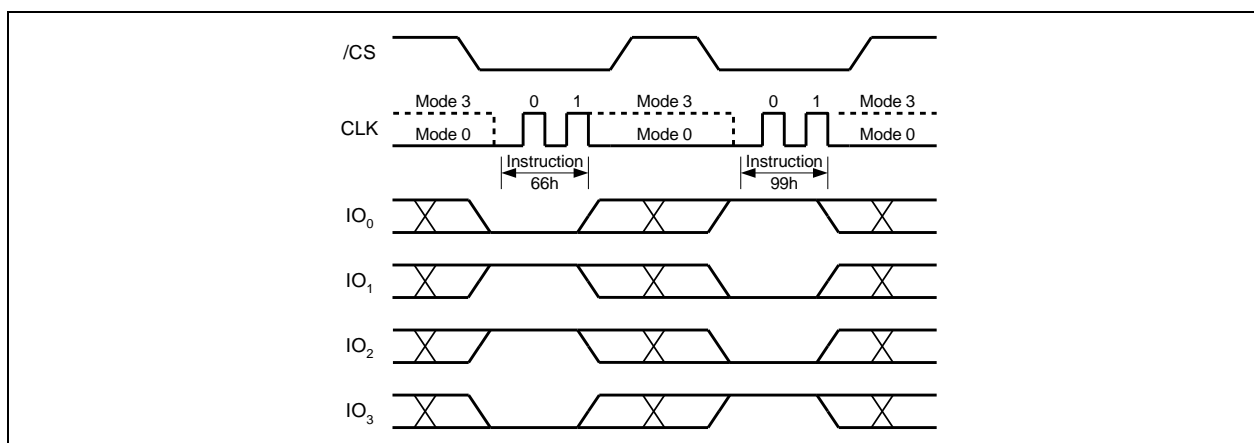 /CS
Mode 3 0 1 Mode 3 0 1 Mode 3
CLK
Mode 0 Mode 0 Mode 0
Instruction Instruction
66h 99h
IO₀
IO₁
IO₂
IO₃